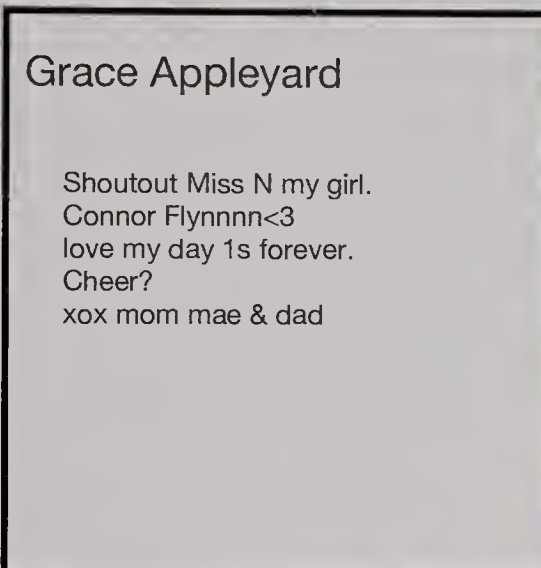 Grace Appleyard
Shoutout Miss N my girl.
Connor Flynnnn<3
love my day 1s forever.
Cheer?
xox mom mae & dad